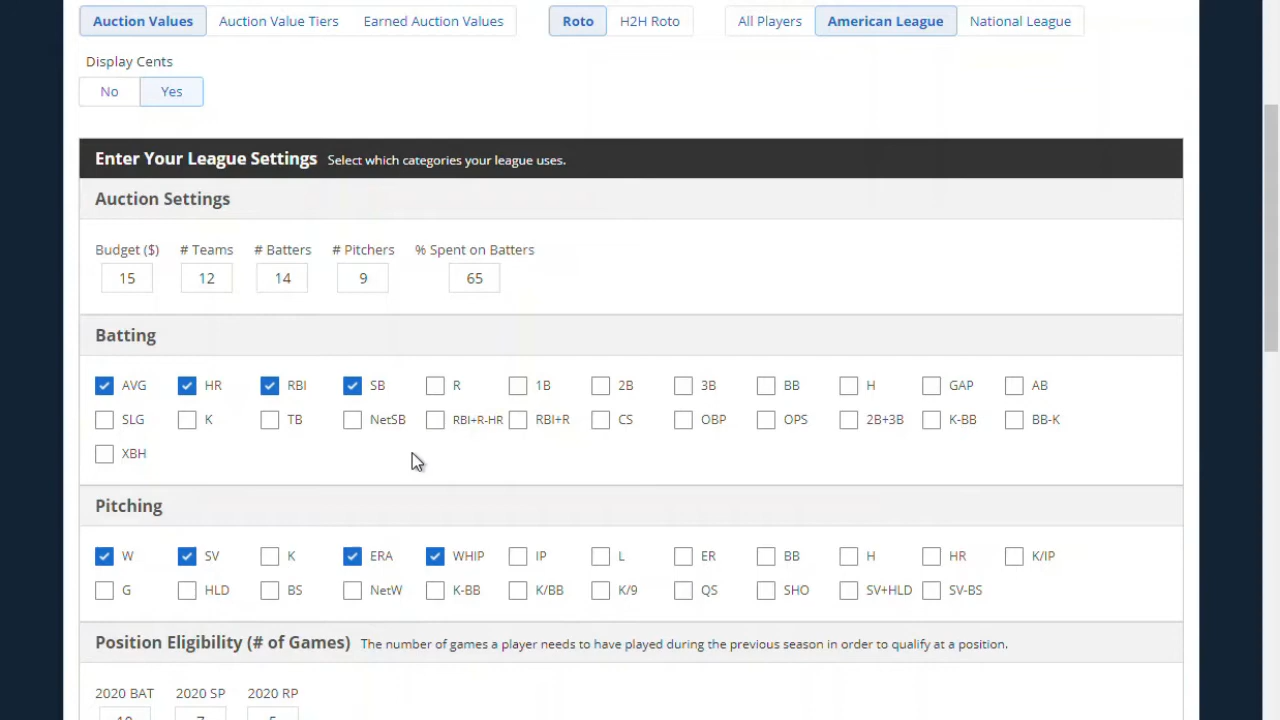 Auction Values Auction Value Tiers Earned Auction Values Roto H2H Roto All Players American League National League
Display Cents
No Yes
Enter Your League Settings Select which categories your league uses.
Auction Settings
Budget ($) # Teams # Batters # Pitchers % Spent on Batters
15 12 14 9 65
Batting
AVG HR RBI SB R 1B 2B 3B BB H GAP AB
SLG K TB NetSB RBI+R-HR RBI+R CS OBP OPS 2B+3B K-BB BB-K
XBH
Pitching
W SV K ERA WHIP IP L ER BB H HR K/IP
G HLD BS NetW K-BB K/BB K/9 QS SHO SV+HLD SV-BS
Position Eligibility (# of Games) The number of games a player needs to have played during the previous season in order to qualify at a position.
2020 BAT 2020 SP 2020 RP